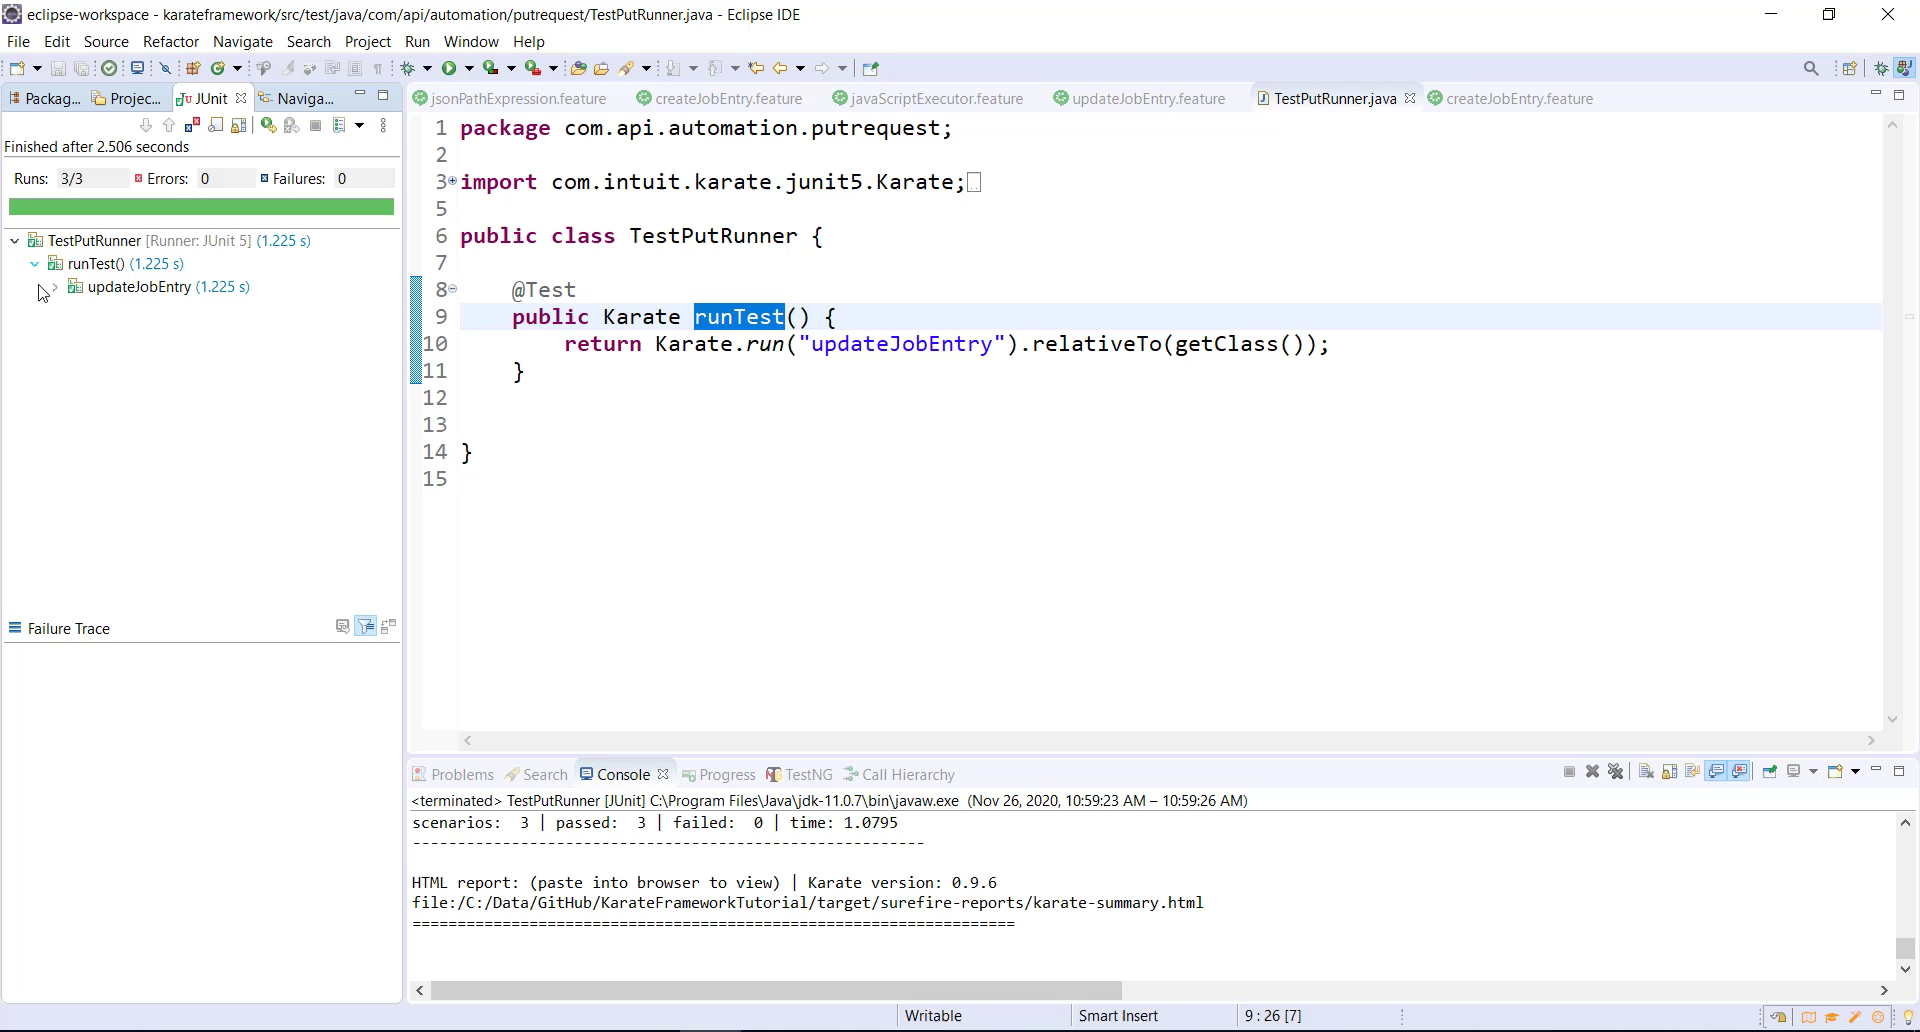 eclipse-workspace - karateframework/src/test/java/com/api/automation/putrequest/TestPutRunner.java - Eclipse IDE
File Edit Source Refactor Navigate Search Project Run Window Help
Packag... Projec... JUnit Naviga...
jsonPathExpression.feature createJobEntry.feature javaScriptExecutor.feature updateJobEntry.feature TestPutRunner.java createJobEntry.feature
Finished after 2.506 seconds
Runs: 3/3 Errors: 0 Failures: 0
TestPutRunner [Runner: JUnit 5] (1.225 s)
runTest() (1.225 s)
updateJobEntry (1.225 s)
Failure Trace
1 package com.api.automation.putrequest;
2
3 import com.intuit.karate.junit5.Karate;
5
6 public class TestPutRunner {
7
8 @Test
9 public Karate runTest() {
10 return Karate.run("updateJobEntry").relativeTo(getClass());
11 }
12
13
14 }
15
Problems Search Console Progress TestNG Call Hierarchy
<terminated> TestPutRunner [JUnit] C:\Program Files\Java\jdk-11.0.7\bin\javaw.exe (Nov 26, 2020, 10:59:23 AM – 10:59:26 AM)
scenarios: 3 | passed: 3 | failed: 0 | time: 1.0795
---------------------------------------------------------
HTML report: (paste into browser to view) | Karate version: 0.9.6
file:/C:/Data/GitHub/KarateFrameworkTutorial/target/surefire-reports/karate-summary.html
===================================================================
Writable Smart Insert 9 : 26 [7]